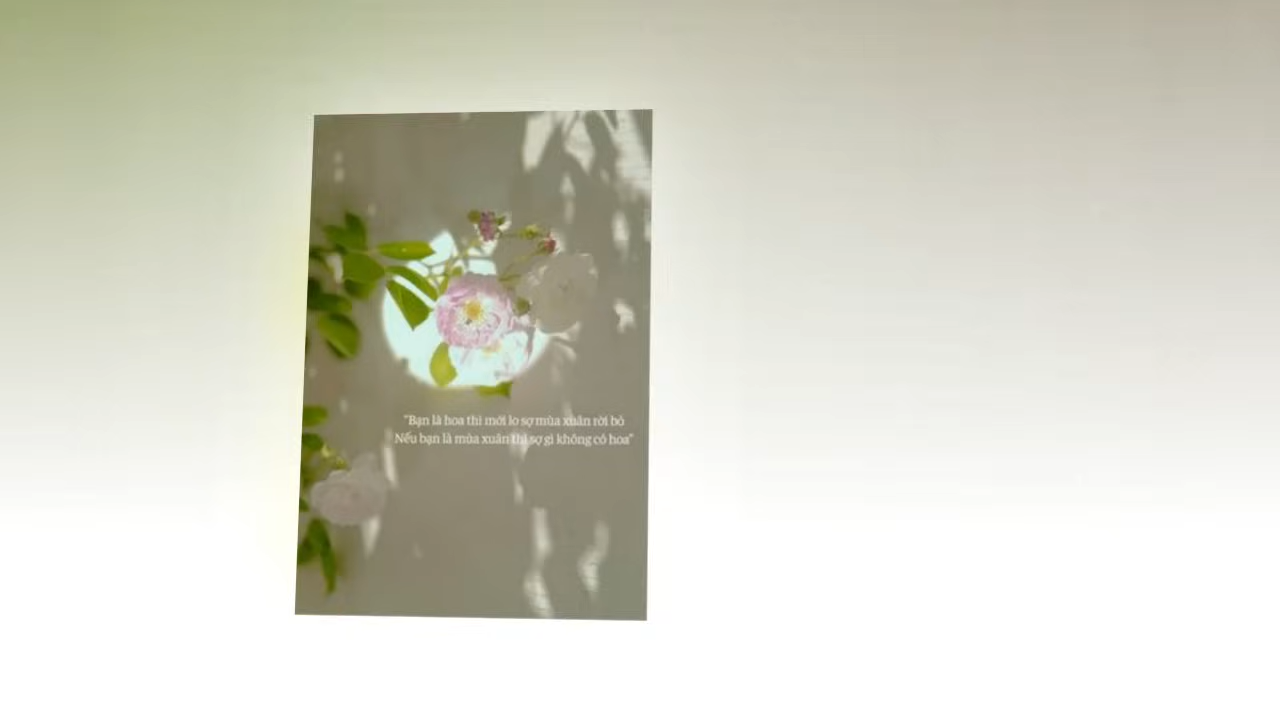 "Bạn là hoa thì mới lo sợ mùa xuân rời bỏ
Nếu bạn là mùa xuân thì sợ gì không có hoa"